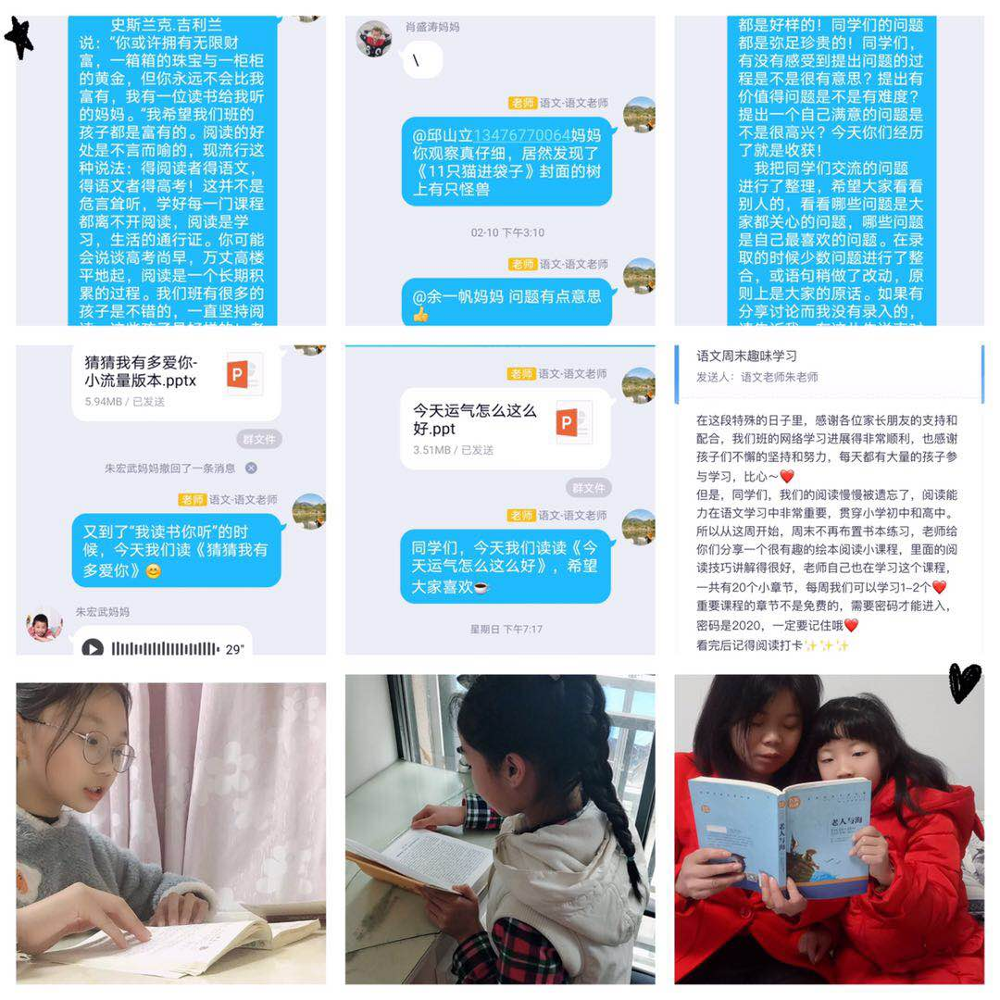 史斯兰克.吉利兰
说：“你或许拥有无限财
富，一箱箱的珠宝与一柜柜
的黄金，但你永远不会比我
富有，我有一位读书给我听
的妈妈。”我希望我们班的
孩子都是富有的。阅读的好
处是不言而喻的，现流行这
种说法：得阅读者得语文，
得语文者得高考！这并不是
危言耸听，学好每一门课程
都离不开阅读，阅读是学
习，生活的通行证。你可能
会说谈高考尚早，万丈高楼
平地起，阅读是一个长期积
累的过程。我们班有很多的
孩子是不错的，一直坚持阅
肖盛涛妈妈
\
老师 语文-语文老师
@邱山立13476770064妈妈
你观察真仔细，居然发现了
《11只猫进袋子》封面的树
上有只怪兽
02-10 下午3:10
老师 语文-语文老师
@余一帆妈妈 问题有点意思
👍
都是好样的！同学们的问题
都是弥足珍贵的！同学们，
有没有感受到提出问题的过
程是不是很有意思？提出有
价值得问题是不是有难度？
提出一个自己满意的问题是
不是很高兴？今天你们经历
了就是收获！
我把同学们交流的问题
进行了整理，希望大家看看
别人的，看看哪些问题是大
家都关心的问题，哪些问题
是自己最喜欢的问题。在录
取的时候少数问题进行了整
合，或语句稍做了改动，原
则上是大家的原话。如果有
分享讨论而我没有录入的，
猜猜我有多爱你-
小流量版本.pptx
P
5.94MB / 已发送
群文件
朱宏武妈妈撤回了一条消息
老师 语文-语文老师
又到了“我读书你听”的时
候，今天我们读《猜猜我有
多爱你》😊
朱宏武妈妈
29"
老师 语文-语文老师
今天运气怎么这么
好.ppt
P
3.51MB / 已发送
群文件
老师 语文-语文老师
同学们，今天我们读读《今
天运气怎么这么好》，希望
大家喜欢☕
星期日 下午7:17
语文周末趣味学习
发送人：语文老师朱老师
在这段特殊的日子里，感谢各位家长朋友的支持和
配合，我们班的网络学习进展得非常顺利，也感谢
孩子们不懈的坚持和努力，每天都有大量的孩子参
与学习，比心～❤️
但是，同学们，我们的阅读慢慢被遗忘了，阅读能
力在语文学习中非常重要，贯穿小学初中和高中。
所以从这周开始，周末不再布置书本练习，老师给
你们分享一个很有趣的绘本阅读小课程，里面的阅
读技巧讲解得很好，老师自己也在学习这个课程，
一共有20个小章节，每周我们可以学习1-2个❤️
重要课程的章节不是免费的，需要密码才能进入，
密码是2020，一定要记住哦❤️
看完后记得阅读打卡✨✨✨
老人与海
老人与海